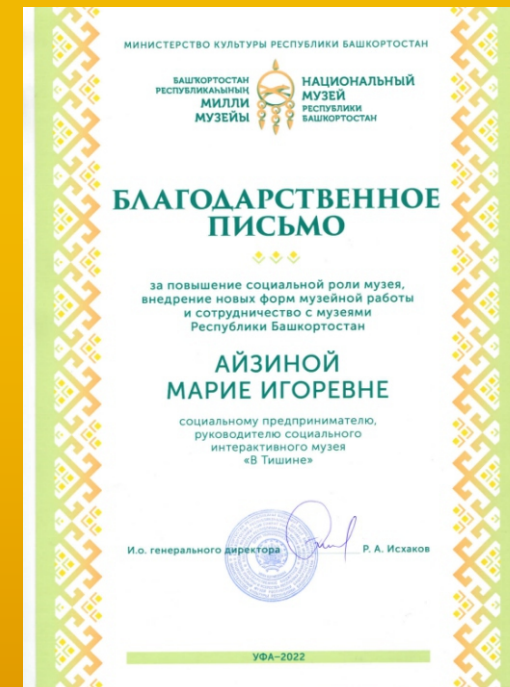 МИНИСТЕРСТВО КУЛЬТУРЫ РЕСПУБЛИКИ БАШКОРТОСТАН
БАШҠОРТОСТАН
РЕСПУБЛИКАҺЫНЫҢ
МИЛЛИ
МУЗЕЙЫ
НАЦИОНАЛЬНЫЙ
МУЗЕЙ
РЕСПУБЛИКИ
БАШКОРТОСТАН
БЛАГОДАРСТВЕННОЕ
ПИСЬМО
за повышение социальной роли музея,
внедрение новых форм музейной работы
и сотрудничество с музеями
Республики Башкортостан
АЙЗИНОЙ
МАРИЕ ИГОРЕВНЕ
социальному предпринимателю,
руководителю социального
интерактивного музея
«В Тишине»
И.о. генерального директора Р. А. Исхаков
УФА–2022